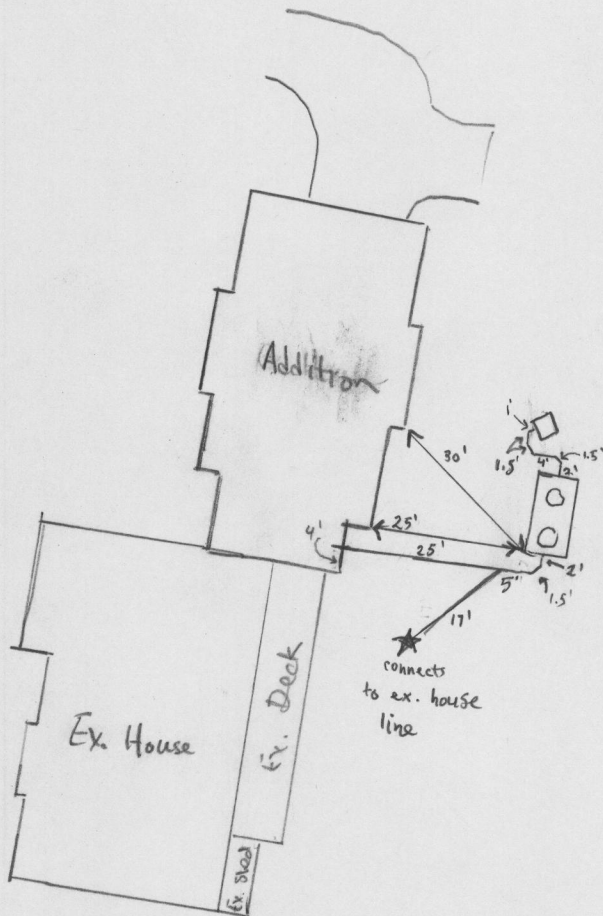 Addition
1'
1.5'
4'
1.5'
2'
30'
25'
4'
25'
5"
2'
1.5'
17'
connects
to ex. house
line
Ex. Deck
Ex. House
Ex. Shed